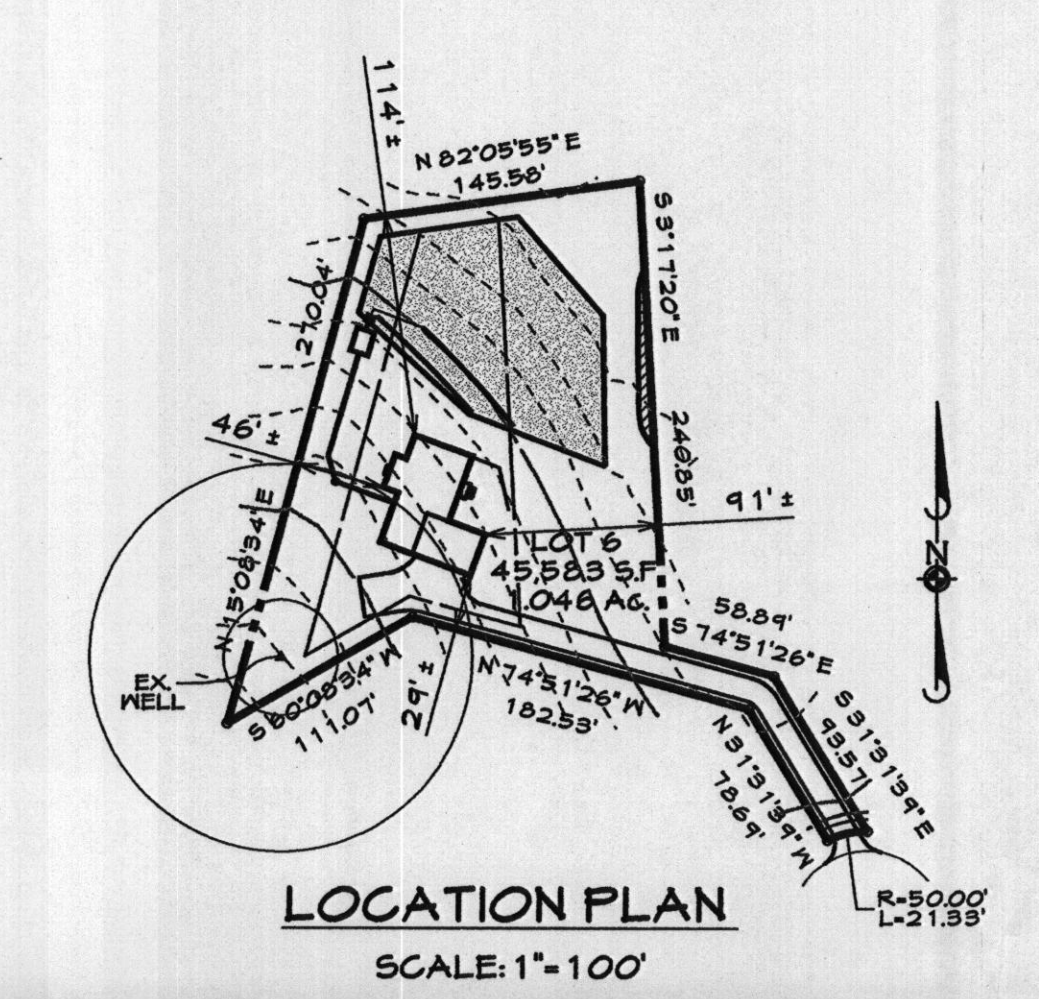 114' ±
N 82°05'55" E
145.58'
S 3°17'20" E
240.85'
270.04'
N 15°08'34" E
46' ±
91' ±
LOT 6
45,583 S.F.
1.046 AC.
58.89'
S 74°51'26" E
S 31°31'39" E
93.57'
N 74°51'26" W
182.53'
N 31°31'39" W
78.69'
EX.
WELL
S 60°08'34" W
111.07'
29' ±
N
R=50.00'
L=21.33'
LOCATION PLAN
SCALE: 1"=100'